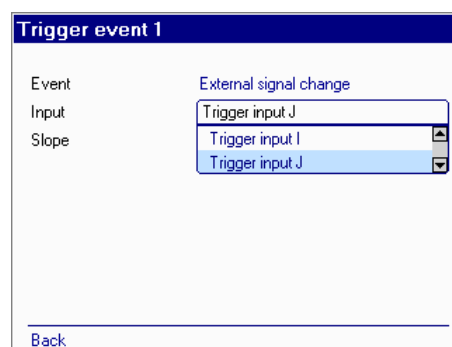 Trigger event 1
Event External signal change
Input Trigger input J
Slope Trigger input I
Trigger input J
Back